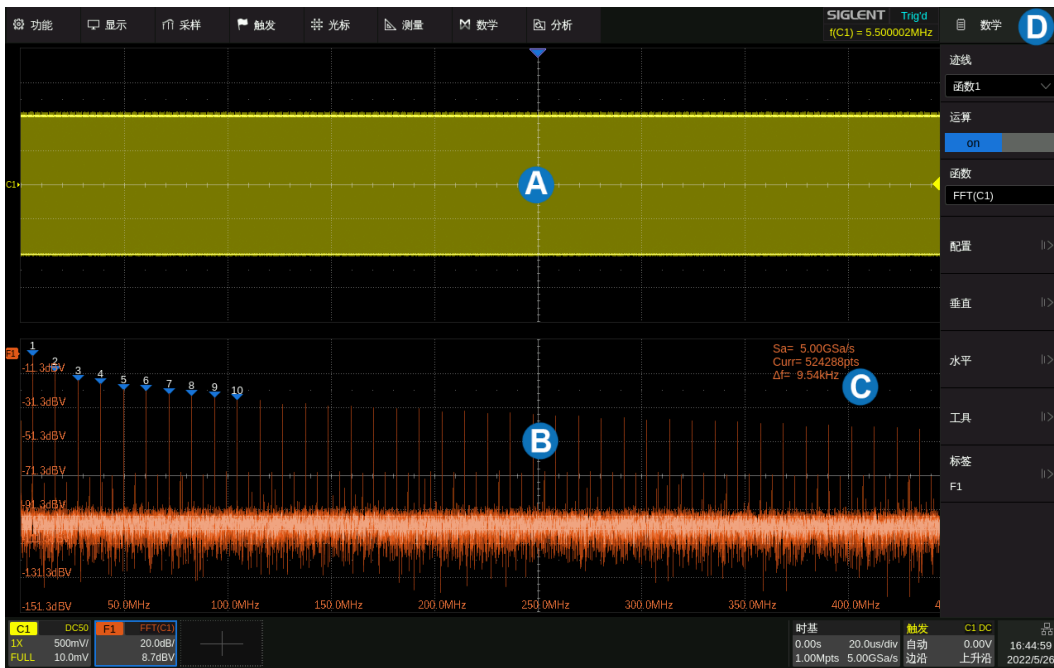 功能 显示 采样 触发 光标 测量 数学 分析
SIGLENT Trig'd
f(C1) = 5.500002MHz
数学
D
迹线
函数1
运算
on
函数
FFT(C1)
配置
垂直
水平
工具
标签
F1
C1
A
F1
1 2 3 4 5 6 7 8 9 10
Sa= 5.00GSa/s
Curr= 524288pts
Δf= 9.54kHz
C
B
-11.3dBV
-31.3dBV
-51.3dBV
-71.3dBV
-91.3dBV
-131.3dBV
-151.3dBV 50.0MHz 100.0MHz 150.0MHz 200.0MHz 250.0MHz 300.0MHz 350.0MHz 400.0MHz 4
C1 DC50
1X 500mV/
FULL 10.0mV
F1 FFT(C1)
20.0dB/
8.7dBV
时基
0.00s 20.0us/div
1.00Mpts 5.00GSa/s
触发 C1 DC
自动 0.00V
边沿 上升沿
16:44:59
2022/5/26